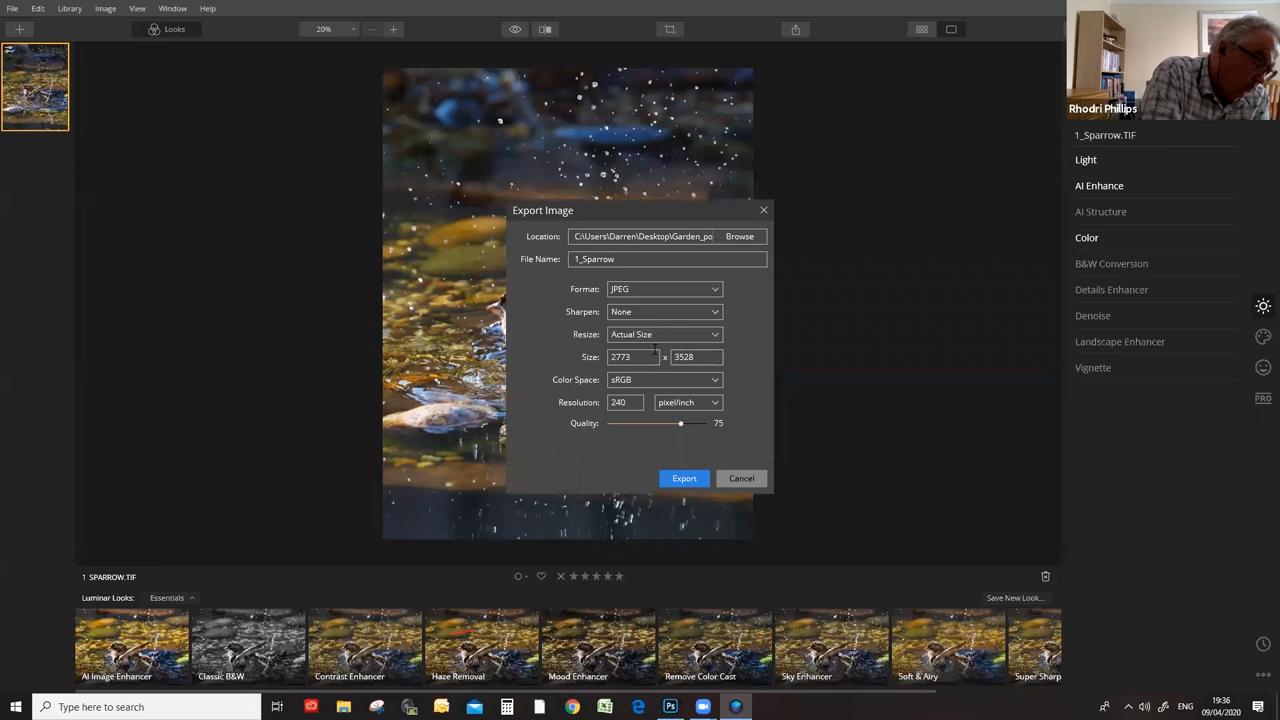 File Edit Library Image View Window Help
Looks
20%
Rhodri Phillips
1_Sparrow.TIF
Light
AI Enhance
AI Structure
Color
B&W Conversion
Details Enhancer
Denoise
Landscape Enhancer
Vignette
PRO
Export Image
Location: C:\Users\Darren\Desktop\Garden_po Browse
File Name: 1_Sparrow
Format: JPEG
Sharpen: None
Resize: Actual Size
Size: 2773 x 3528
Color Space: sRGB
Resolution: 240 pixel/inch
Quality: 75
Export Cancel
1 SPARROW.TIF
Luminar Looks: Essentials
Save New Look...
AI Image Enhancer Classic B&W Contrast Enhancer Haze Removal Mood Enhancer Remove Color Cast Sky Enhancer Soft & Airy Super Sharp
Type here to search
ENG
19:36
09/04/2020